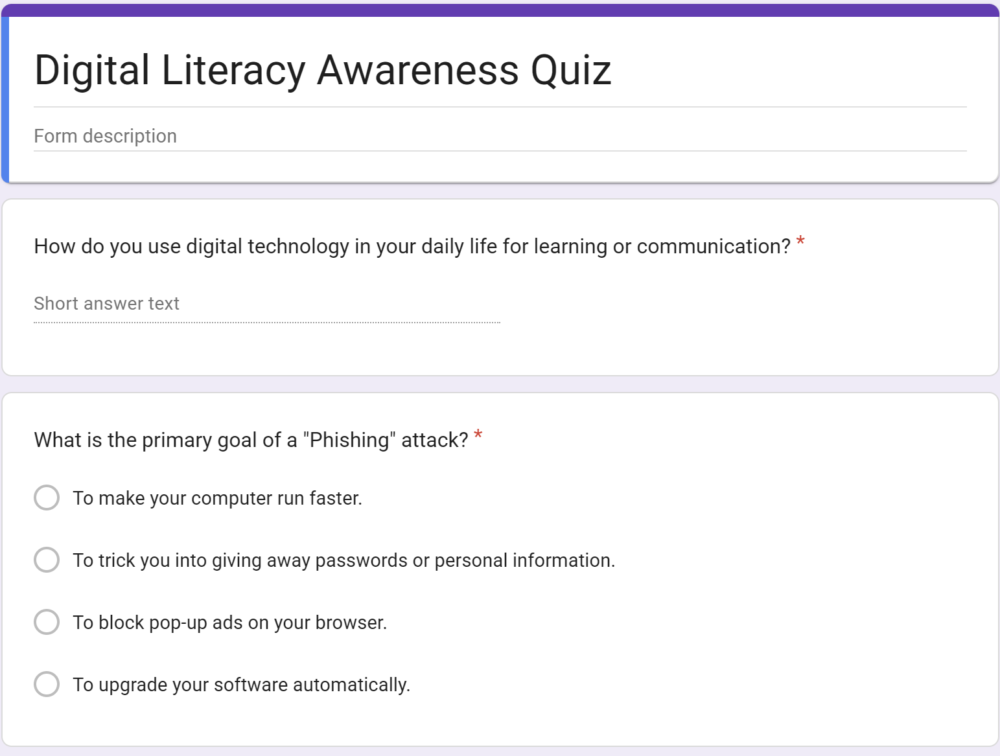 Digital Literacy Awareness Quiz
Form description
How do you use digital technology in your daily life for learning or communication? *
Short answer text
What is the primary goal of a "Phishing" attack? *
To make your computer run faster.
To trick you into giving away passwords or personal information.
To block pop-up ads on your browser.
To upgrade your software automatically.